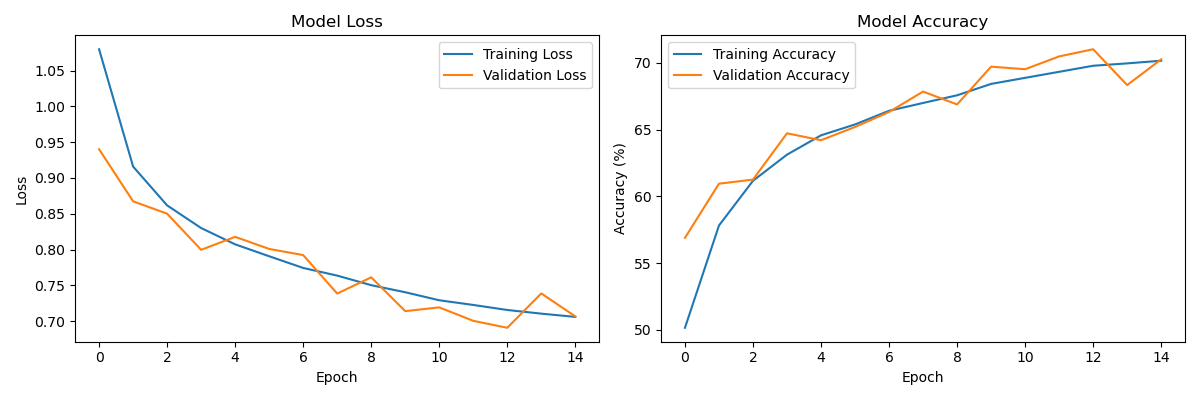 Model Loss
Training Loss
Validation Loss
1.05
1.00
0.95
0.90
0.85
0.80
0.75
0.70
Loss
0 2 4 6 8 10 12 14
Epoch
Model Accuracy
Training Accuracy
Validation Accuracy
70
65
60
55
50
Accuracy (%)
0 2 4 6 8 10 12 14
Epoch